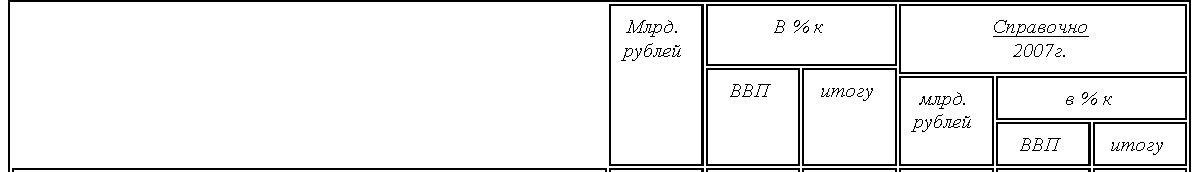 Млрд.
рублей
В % к
Справочно
2007г.
ВВП
итогу
млрд.
рублей
в % к
ВВП
итогу